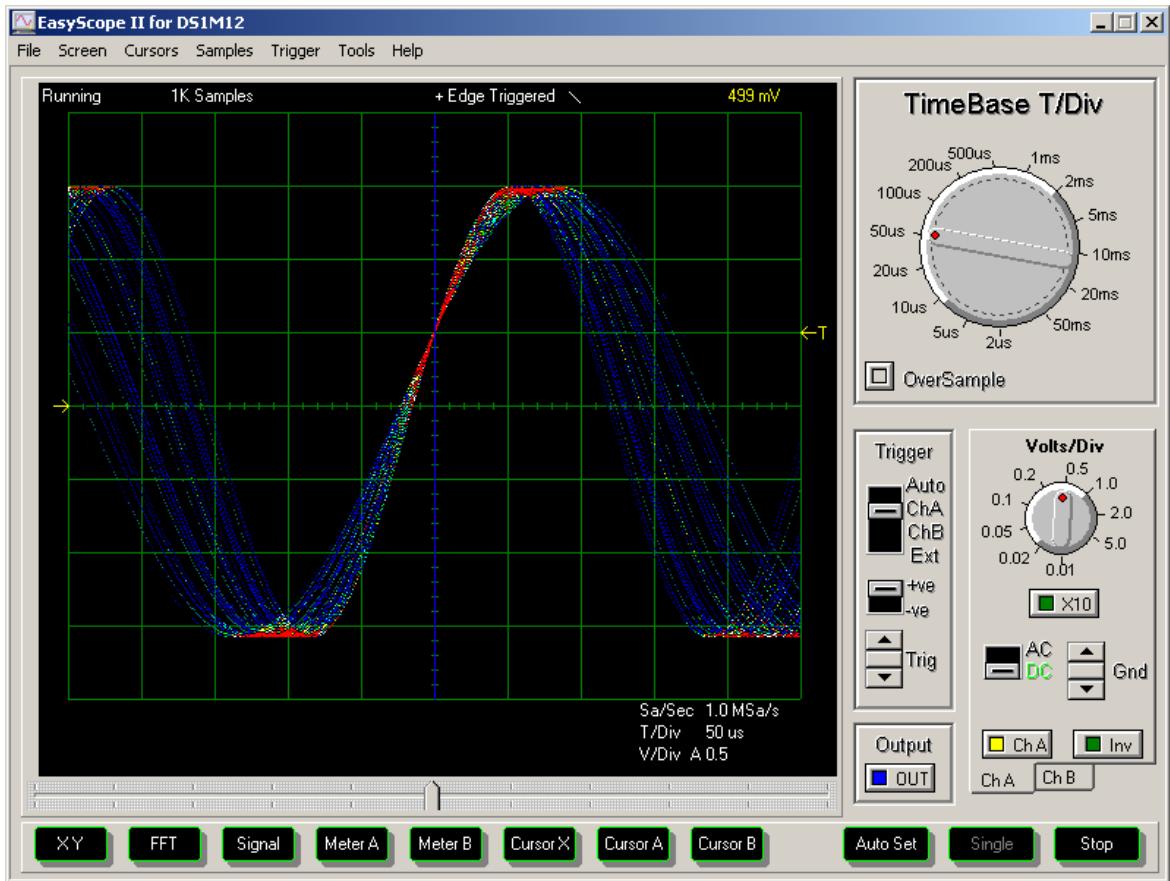 EasyScope II for DS1M12
File Screen Cursors Samples Trigger Tools Help
Running 1K Samples + Edge Triggered \ 499 mV
T
Sa/Sec 1.0 MSa/s
T/Div 50 us
V/Div A 0.5
TimeBase T/Div
500us 1ms
200us 2ms
100us 5ms
50us 10ms
20us 20ms
10us 50ms
5us 2us
OverSample
Trigger
Auto
ChA
ChB
Ext
+ve
-ve
Trig
Output
OUT
Volts/Div
0.2 0.5 1.0
0.1 2.0
0.05 5.0
0.02 0.01
X10
AC
DC
Gnd
Ch A Inv
Ch A Ch B
XY FFT Signal Meter A Meter B Cursor X Cursor A Cursor B Auto Set Single Stop